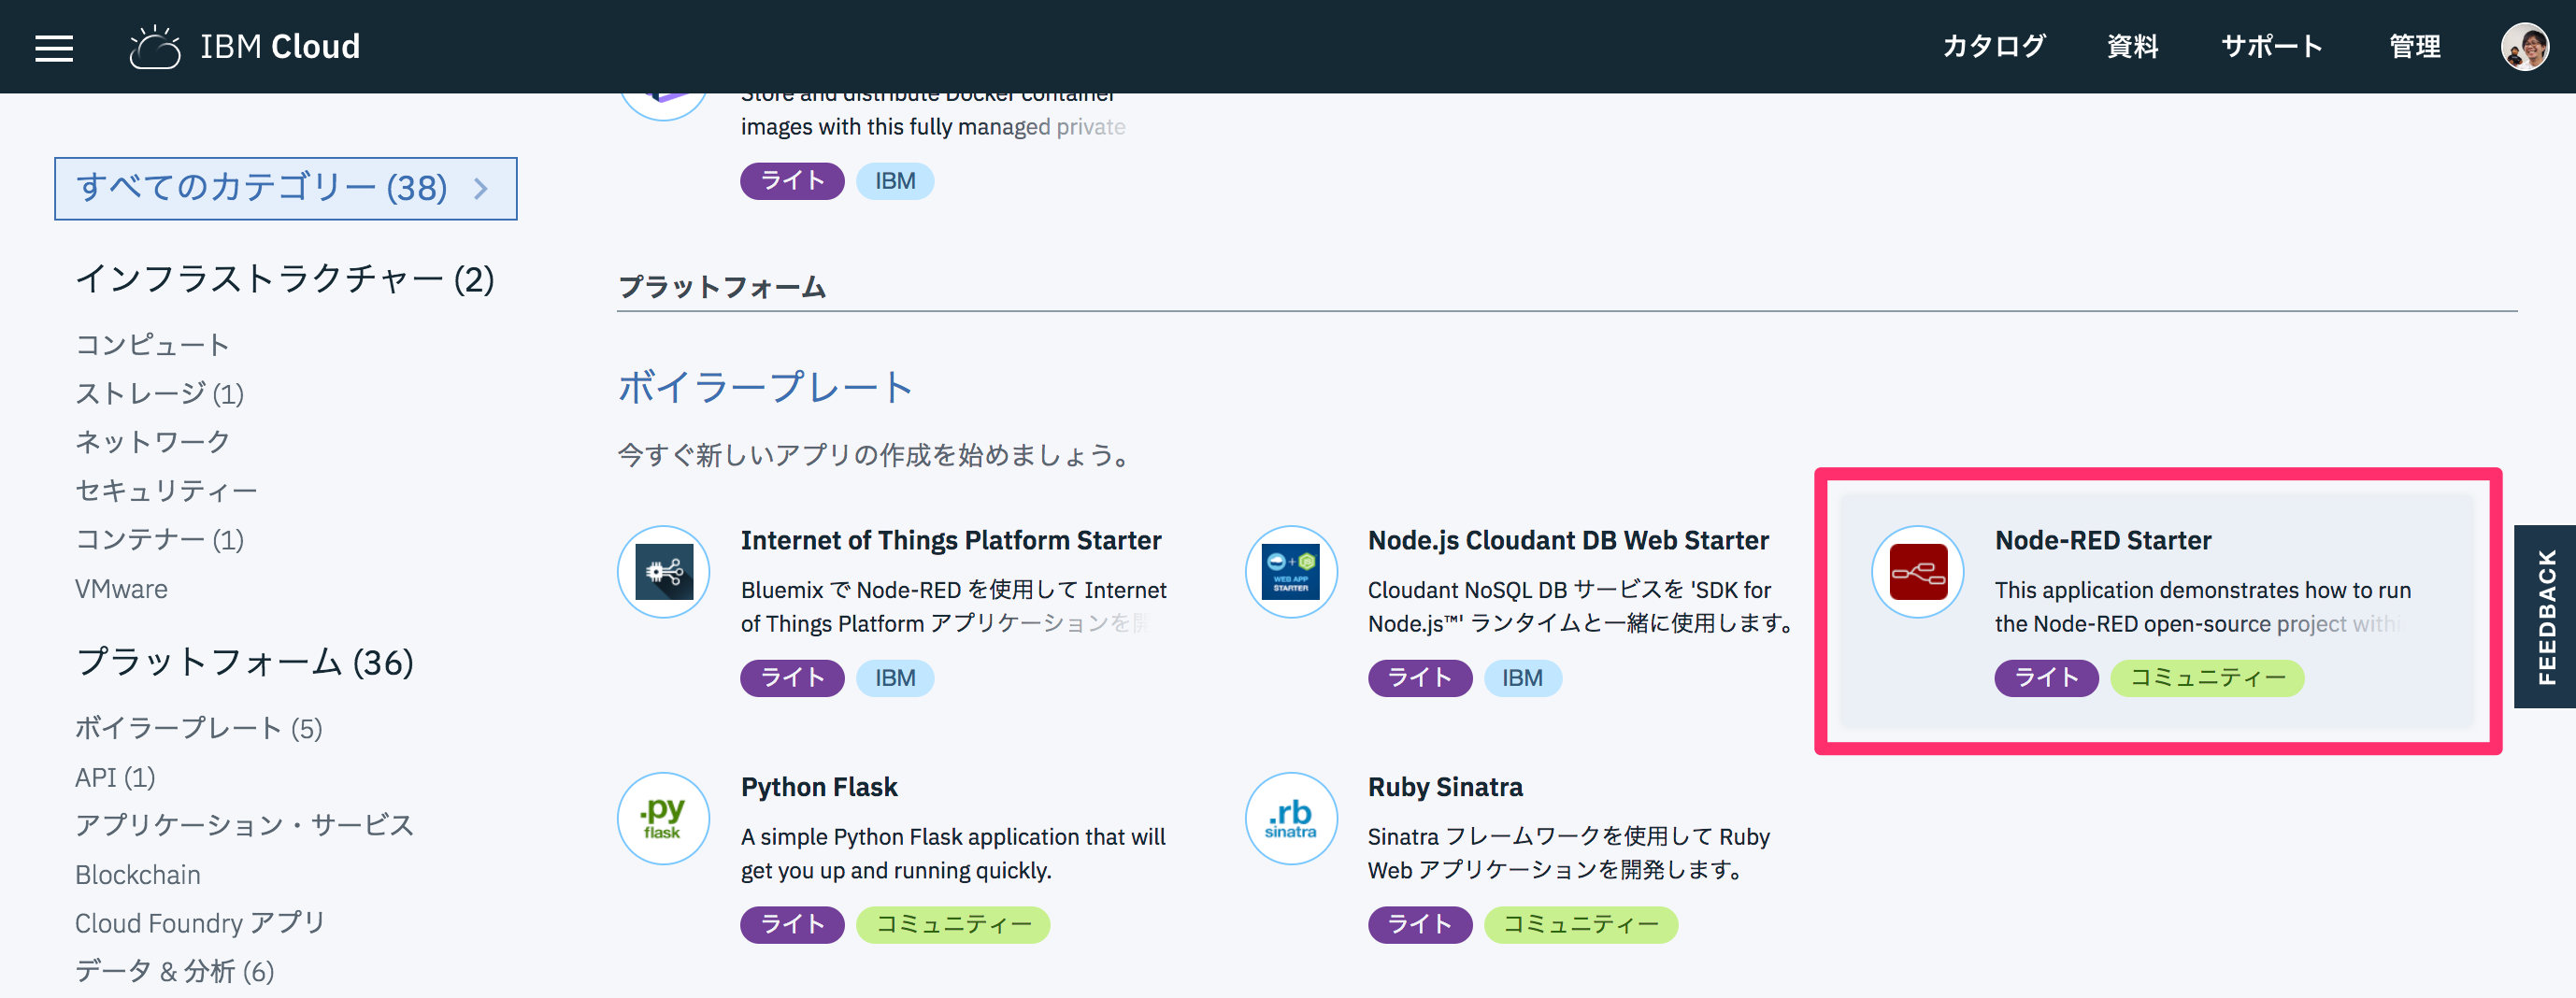 IBM Cloud
カタログ
資料
サポート
管理
すべてのカテゴリー (38)
インフラストラクチャー (2)
コンピュート
ストレージ (1)
ネットワーク
セキュリティー
コンテナー (1)
VMware
プラットフォーム (36)
ボイラープレート (5)
API (1)
アプリケーション・サービス
Blockchain
Cloud Foundry アプリ
データ & 分析 (6)
Store and distribute Docker container
images with this fully managed private
ライト
IBM
プラットフォーム
ボイラープレート
今すぐ新しいアプリの作成を始めましょう。
Internet of Things Platform Starter
Bluemix で Node-RED を使用して Internet
of Things Platform アプリケーションを開
ライト
IBM
WEB APP
STARTER
Node.js Cloudant DB Web Starter
Cloudant NoSQL DB サービスを 'SDK for
Node.js™' ランタイムと一緒に使用します。
ライト
IBM
Node-RED Starter
This application demonstrates how to run
the Node-RED open-source project within
ライト
コミュニティー
.py
flask
Python Flask
A simple Python Flask application that will
get you up and running quickly.
ライト
コミュニティー
.rb
sinatra
Ruby Sinatra
Sinatra フレームワークを使用して Ruby
Web アプリケーションを開発します。
ライト
コミュニティー
FEEDBACK